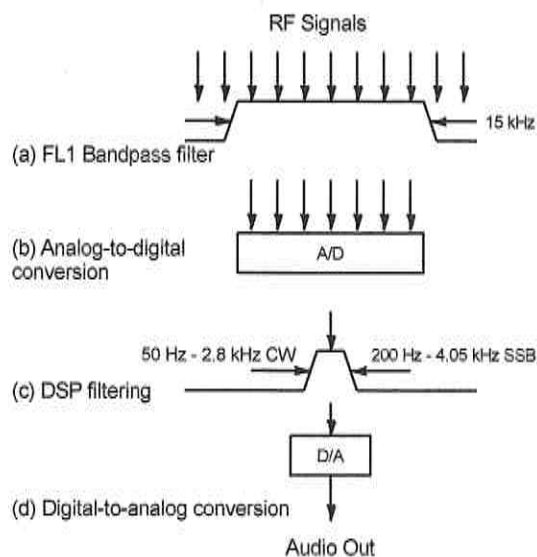 RF Signals
15 kHz
(a) FL1 Bandpass filter
(b) Analog-to-digital
conversion
A/D
50 Hz - 2.8 kHz CW
200 Hz - 4.05 kHz SSB
(c) DSP filtering
D/A
(d) Digital-to-analog conversion
Audio Out